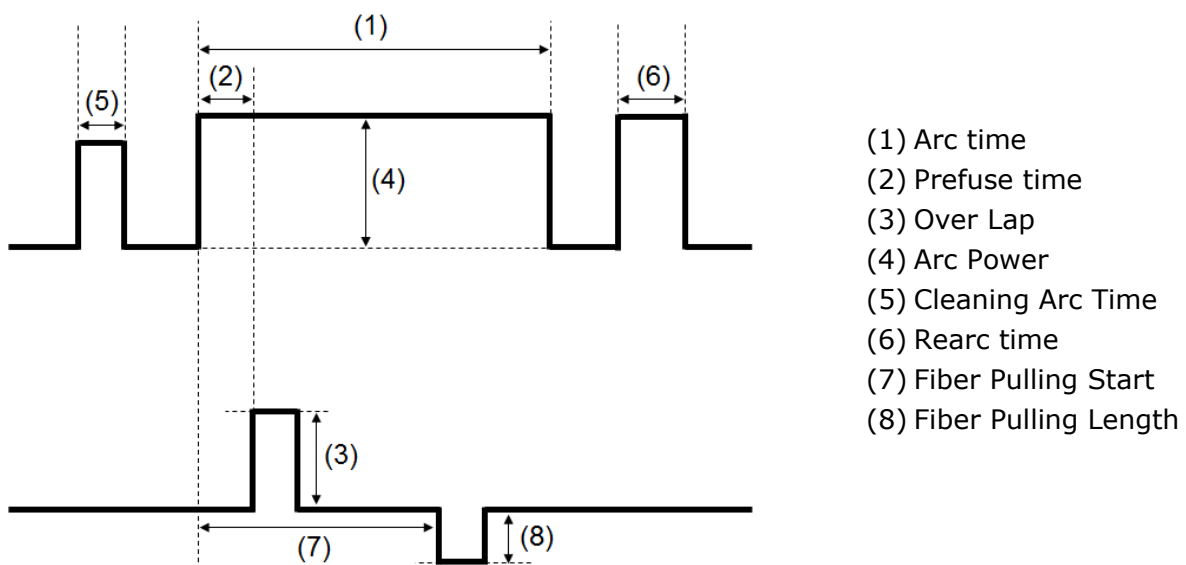 (1)
(2)
(6)
(5)
(4)
(3)
(7)
(8)
(1) Arc time
(2) Prefuse time
(3) Over Lap
(4) Arc Power
(5) Cleaning Arc Time
(6) Rearc time
(7) Fiber Pulling Start
(8) Fiber Pulling Length